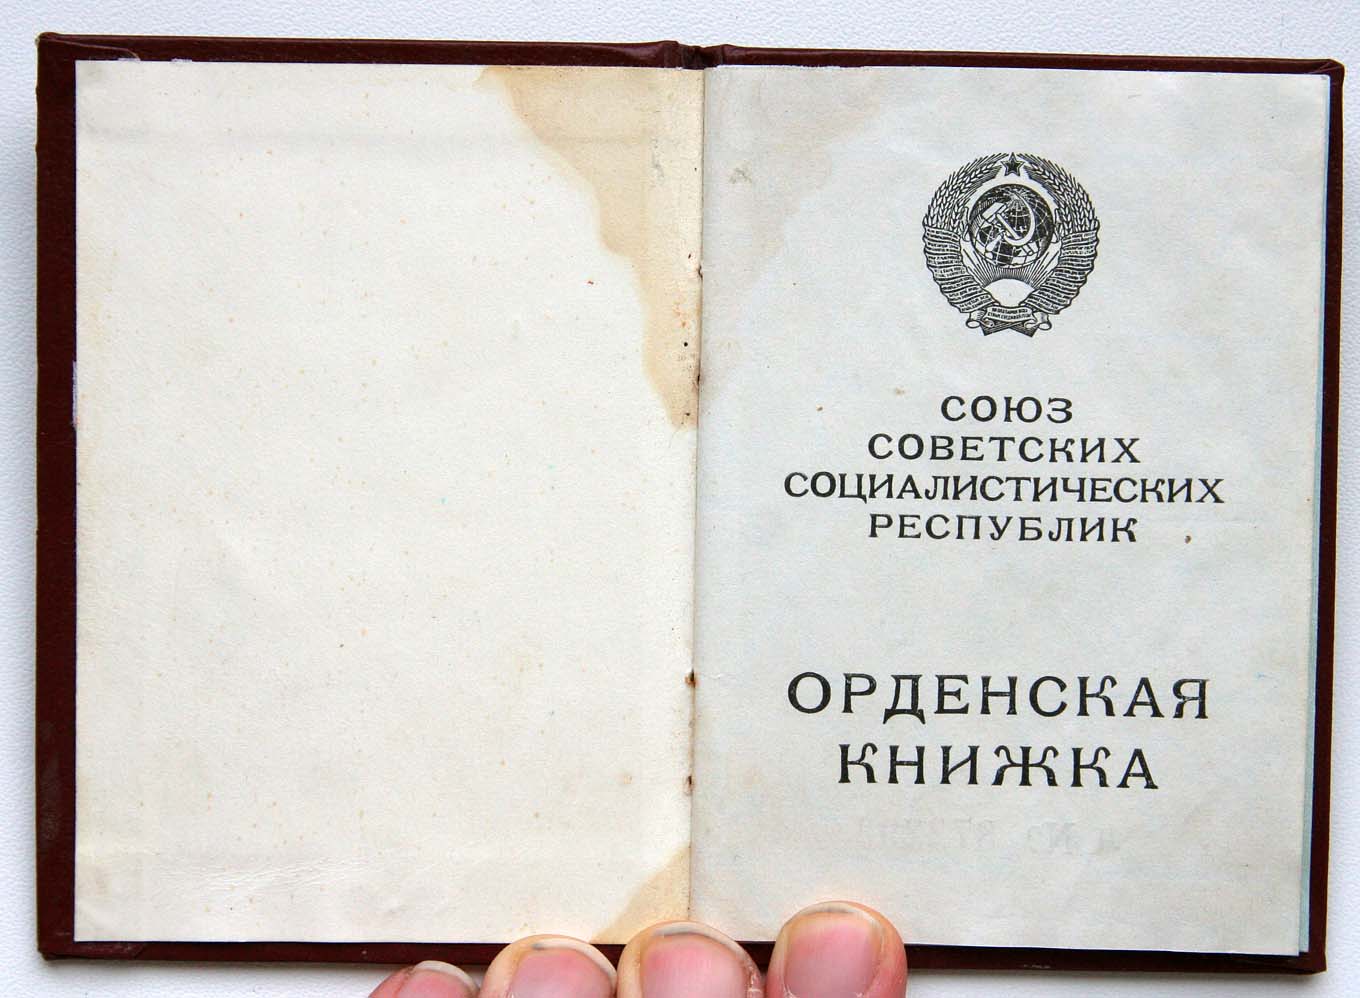 СОЮЗ
СОВЕТСКИХ
СОЦИАЛИСТИЧЕСКИХ
РЕСПУБЛИК
ОРДЕНСКАЯ
КНИЖКА